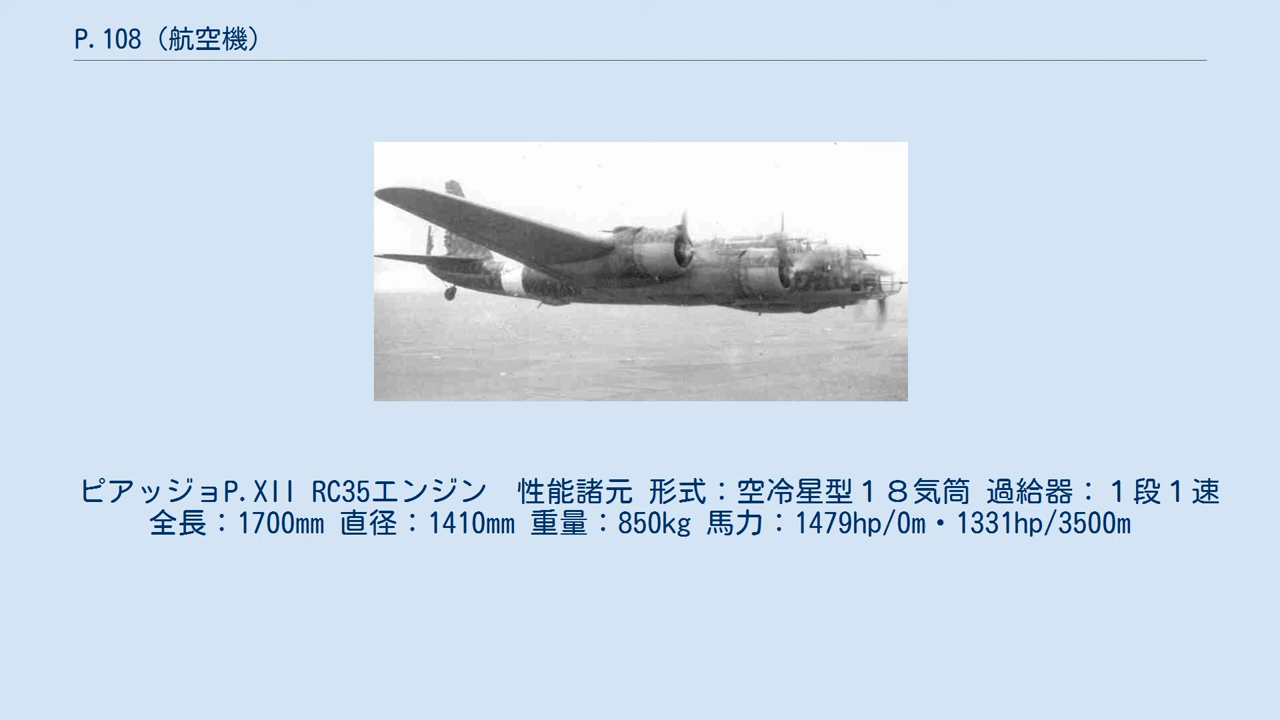 P.108（航空機）
ピアッジョP.XII RC35エンジン　性能諸元 形式：空冷星型１８気筒 過給器：１段１速
全長：1700mm 直径：1410mm 重量：850kg 馬力：1479hp/0m・1331hp/3500m